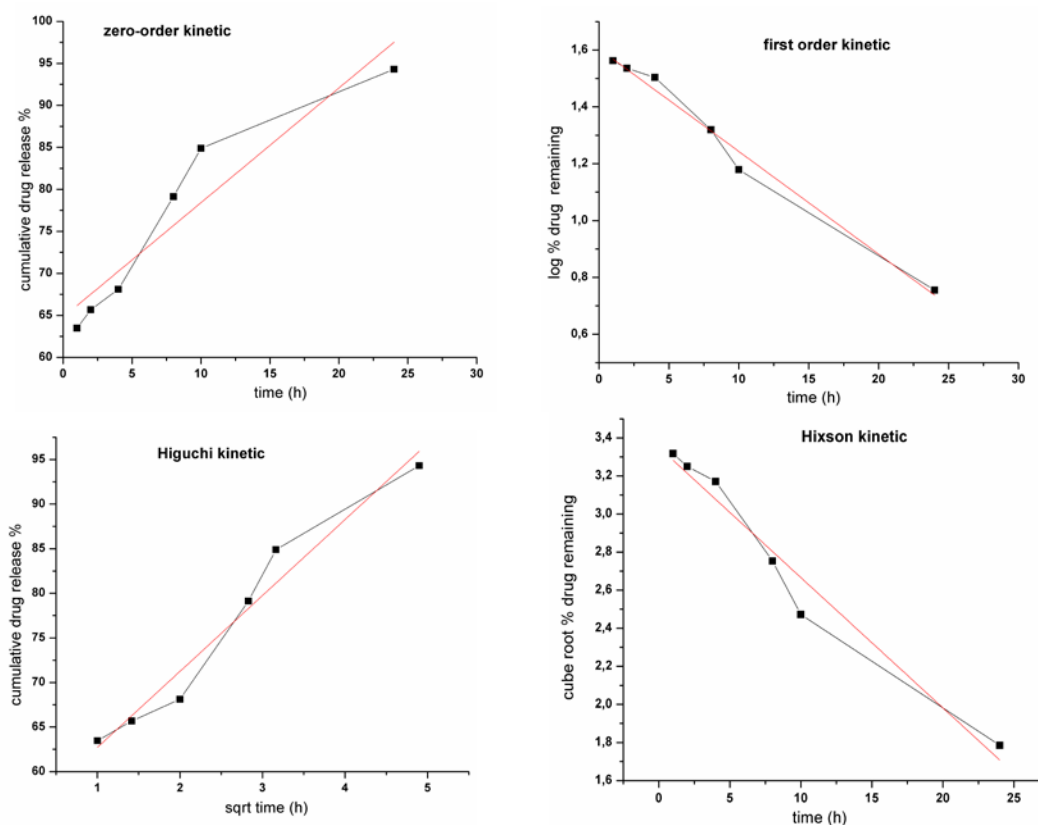 zero-order kinetic
cumulative drug release %
100
95
90
85
80
75
70
65
60
0 5 10 15 20 25 30
time (h)
first order kinetic
log % drug remaining
1,6
1,4
1,2
1,0
0,8
0,6
0 5 10 15 20 25 30
time (h)
Higuchi kinetic
cumulative drug release %
95
90
85
80
75
70
65
60
1 2 3 4 5
sqrt time (h)
Hixson kinetic
cube root % drug remaining
3,4
3,2
3,0
2,8
2,6
2,4
2,2
2,0
1,8
1,6
0 5 10 15 20 25
time (h)